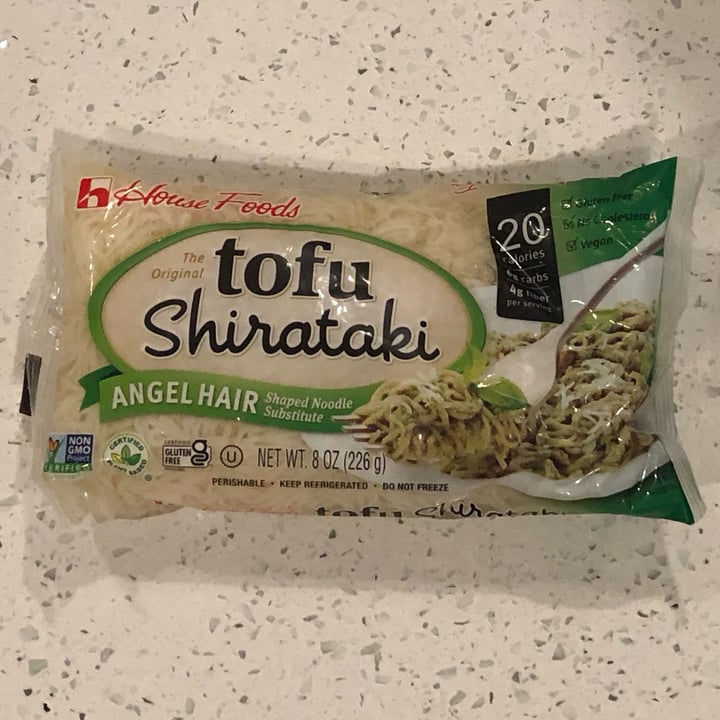 House Foods
The
Original
tofu
Shirataki
ANGEL HAIR
Shaped Noodle
Substitute
20
calories
6g carbs
4g fiber
per serving
Gluten Free
No Cholesterol
Vegan
NON
GMO
Project
VERIFIED
CERTIFIED
PLANT BASED
CERTIFIED
GLUTEN
FREE
U
NET WT. 8 OZ (226 g)
PERISHABLE • KEEP REFRIGERATED • DO NOT FREEZE
tofu Shirataki